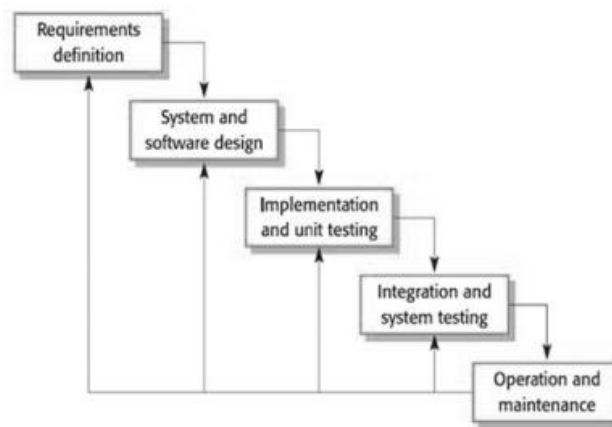 Requirements
definition
System and
software design
Implementation
and unit testing
Integration and
system testing
Operation and
maintenance